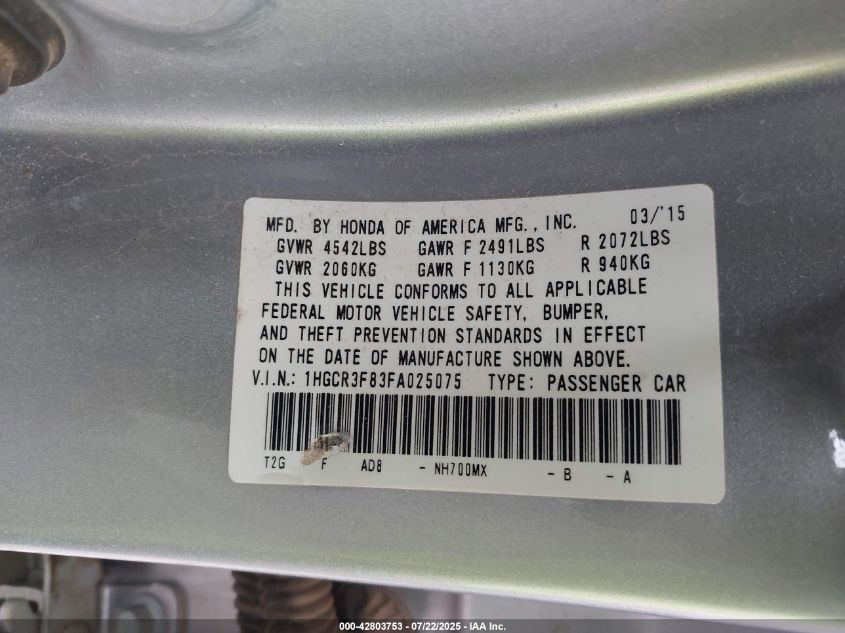 MFD. BY HONDA OF AMERICA MFG., INC. 03/'15
GVWR 4542LBS GAWR F 2491LBS R 2072LBS
GVWR 2060KG GAWR F 1130KG R 940KG
THIS VEHICLE CONFORMS TO ALL APPLICABLE
FEDERAL MOTOR VEHICLE SAFETY, BUMPER,
AND THEFT PREVENTION STANDARDS IN EFFECT
ON THE DATE OF MANUFACTURE SHOWN ABOVE.
V.I.N.: 1HGCR3F83FA025075 TYPE: PASSENGER CAR
T2G F AD8 - NH700MX - B - A
000-42803753 - 07/22/2025 - IAA Inc.